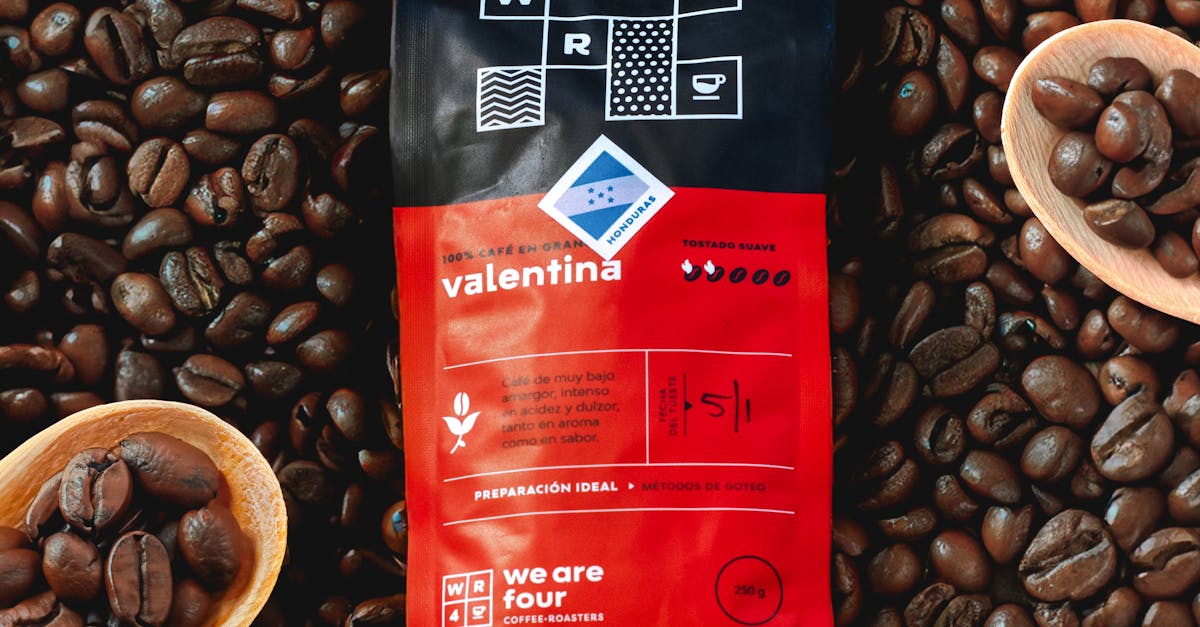 W
R
HONDURAS
100% CAFÉ EN GRAN
valentina
TOSTADO SUAVE
Café de muy bajo
amargor, intenso
en acidez y dulzor,
tanto en aroma
como en sabor.
FECHA
DEL TUESTE
5/1
PREPARACIÓN IDEAL ▸ MÉTODOS DE GOTEO
WR
4
we are
four
COFFEE•ROASTERS
250 g